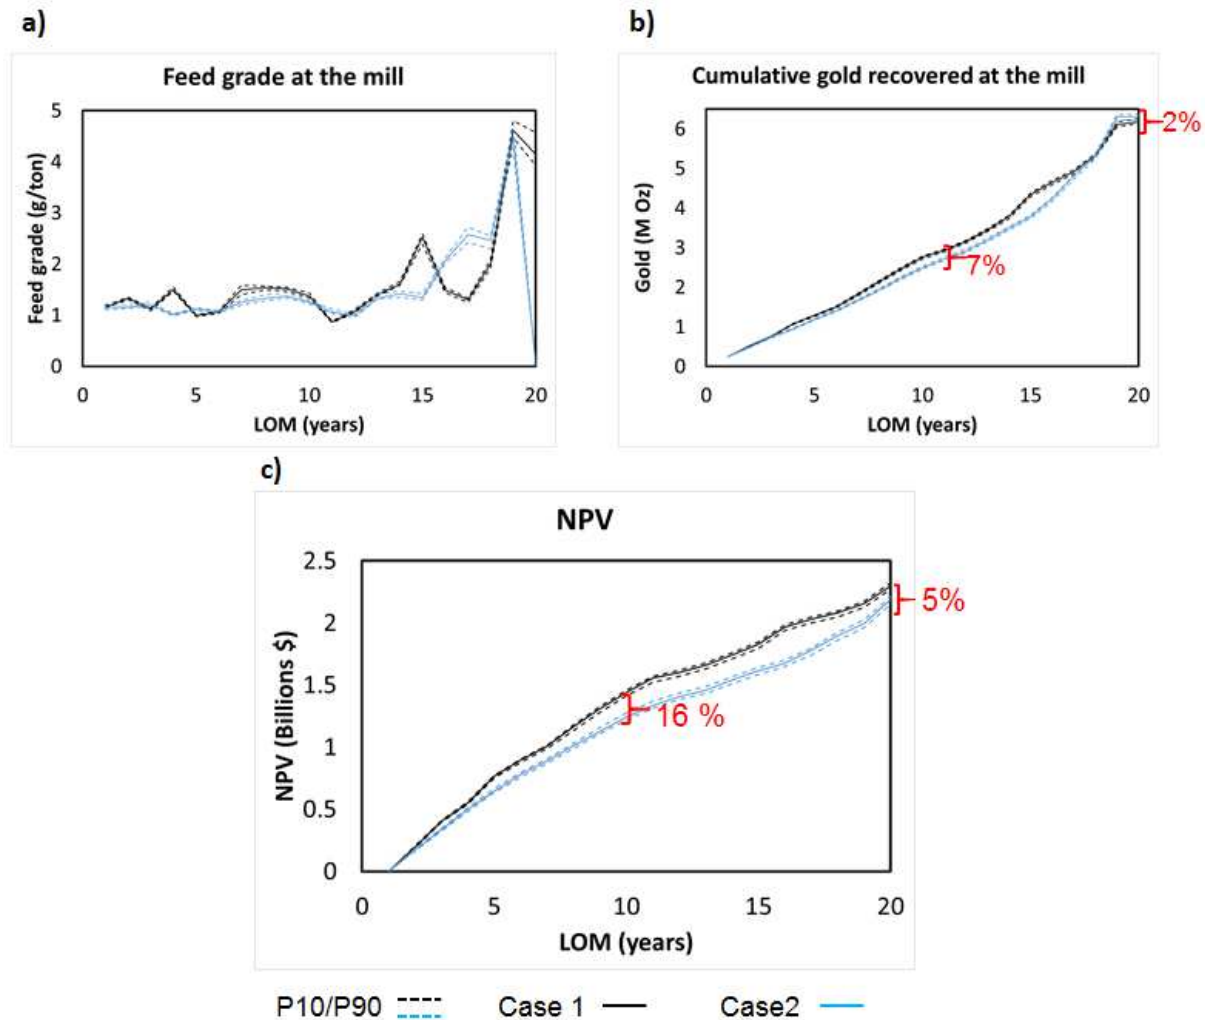 a)
Feed grade at the mill
Feed grade (g/ton)
5
4
3
2
1
0
0 5 10 15 20
LOM (years)
b)
Cumulative gold recovered at the mill
Gold (M Oz)
6
5
4
3
2
1
0
2%
7%
0 5 10 15 20
LOM (years)
c)
NPV
NPV (Billions $)
2.5
2
1.5
1
0.5
0
5%
16 %
0 5 10 15 20
LOM (years)
P10/P90 Case 1 Case2